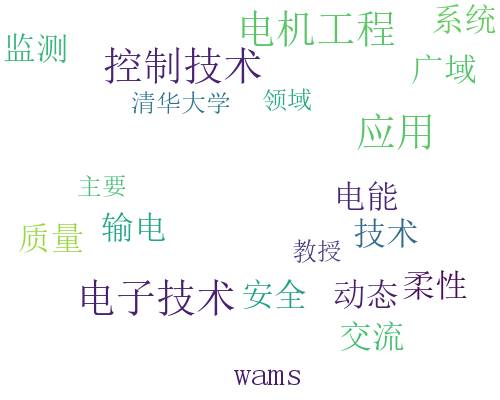 电机工程
系统
监测
控制技术
广域
清华大学
领域
应用
主要
电能
质量
输电
技术
教授
电子技术
安全
动态
柔性
交流
wams